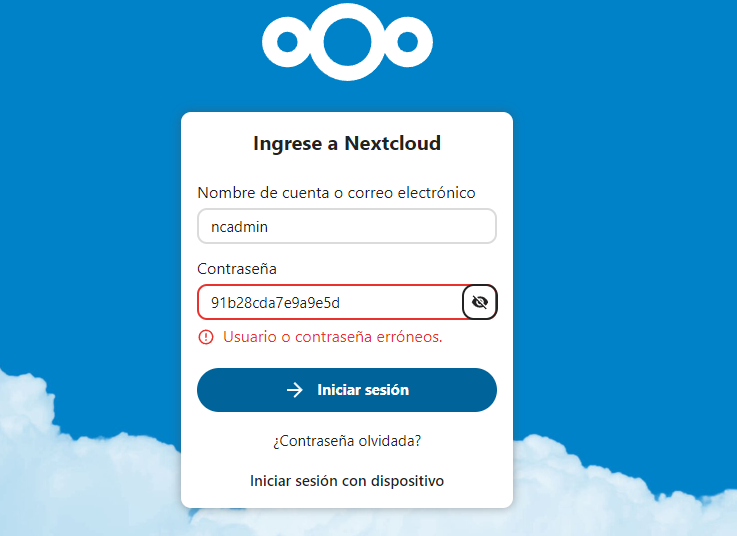 Ingrese a Nextcloud
Nombre de cuenta o correo electrónico
ncadmin
Contraseña
91b28cda7e9a9e5d
Usuario o contraseña erróneos.
Iniciar sesión
¿Contraseña olvidada?
Iniciar sesión con dispositivo